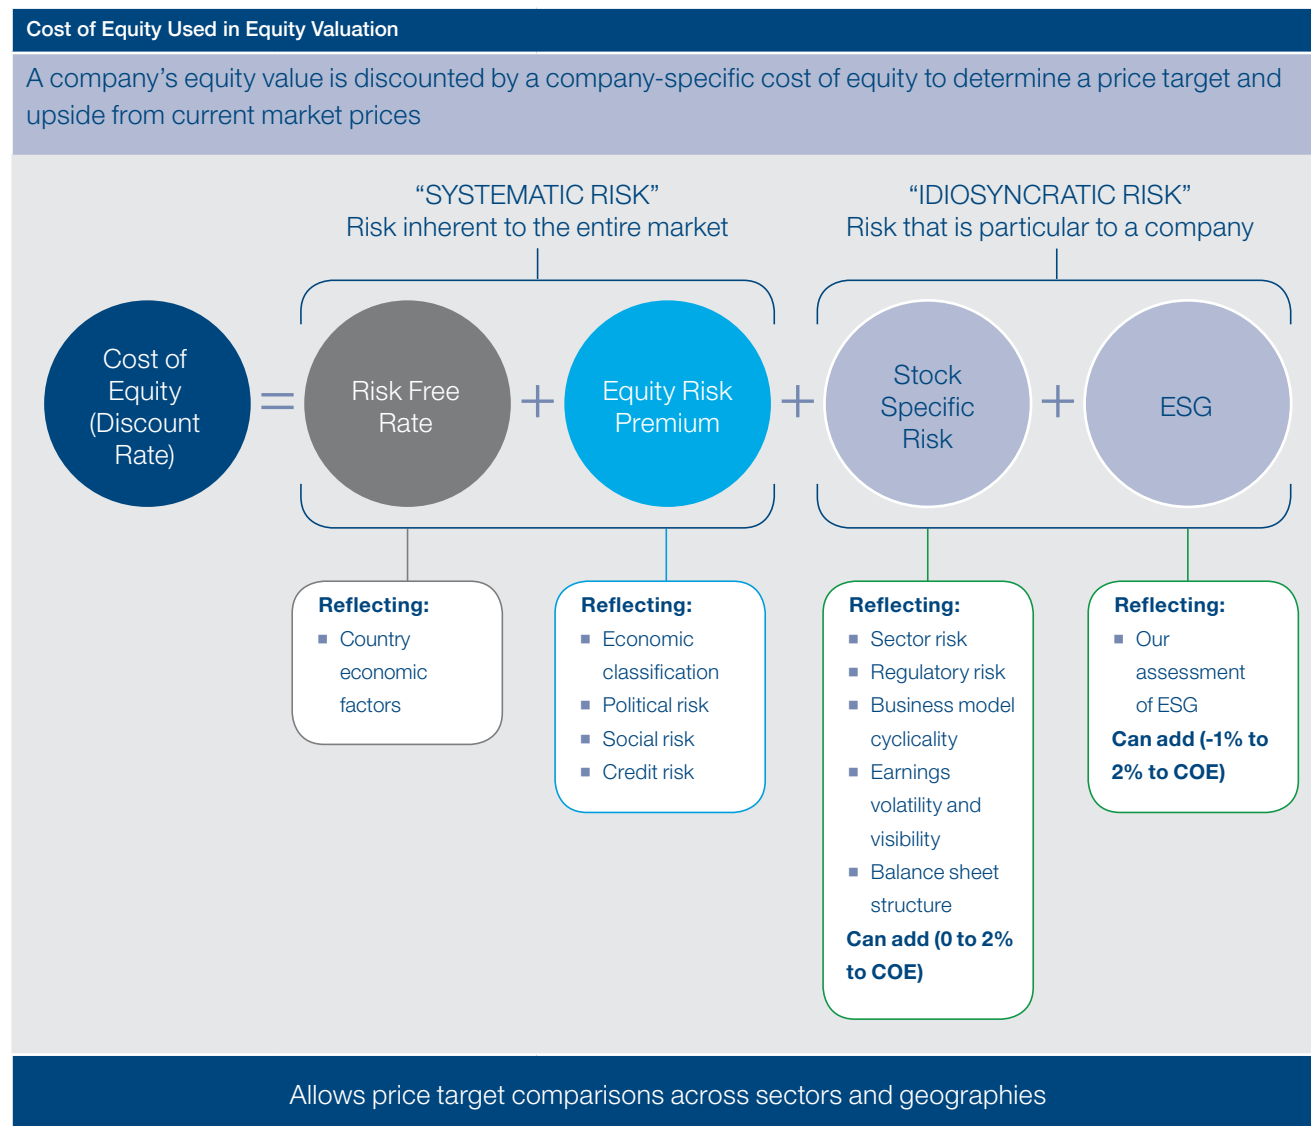 Cost of Equity Used in Equity Valuation
A company’s equity value is discounted by a company-specific cost of equity to determine a price target and
upside from current market prices
“SYSTEMATIC RISK”
Risk inherent to the entire market
“IDIOSYNCRATIC RISK”
Risk that is particular to a company
Cost of
Equity
(Discount
Rate)
=
Risk Free
Rate
+
Equity Risk
Premium
+
Stock
Specific
Risk
+
ESG
Reflecting:
■ Country
economic
factors
Reflecting:
■ Economic
classification
■ Political risk
■ Social risk
■ Credit risk
Reflecting:
■ Sector risk
■ Regulatory risk
■ Business model
cyclicality
■ Earnings
volatility and
visibility
■ Balance sheet
structure
Can add (0 to 2%
to COE)
Reflecting:
■ Our
assessment
of ESG
Can add (-1% to
2% to COE)
Allows price target comparisons across sectors and geographies